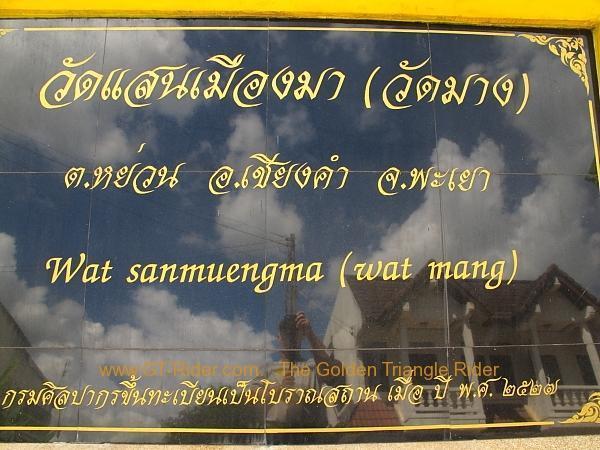 วัดแสนเมืองมา (วัดมาง)
ต.หย่วน อ.เชียงคำ จ.พะเยา
Wat sanmuengma (wat mang)
www.GT-Rider.com. The Golden Triangle Rider
กรมศิลปากรขึ้นทะเบียนเป็นโบราณสถาน เมื่อ ปี พ.ศ. ๒๕๒๗